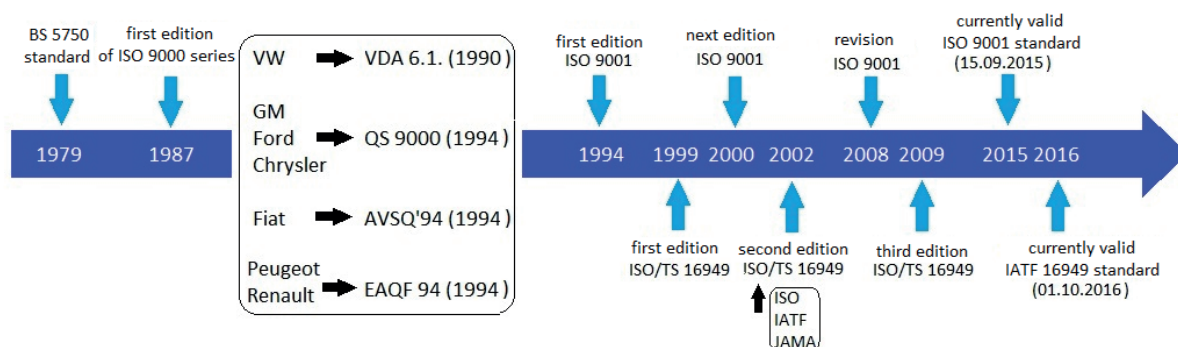 BS 5750
standard
1979
first edition
of ISO 9000 series
1987
VW
VDA 6.1. (1990)
GM
Ford
Chrysler
QS 9000 (1994)
Fiat
AVSQ'94 (1994)
Peugeot
Renault
EAQF 94 (1994)
first edition
ISO 9001
next edition
ISO 9001
revision
ISO 9001
currently valid
ISO 9001 standard
(15.09.2015)
1994
1999
2000
2002
2008
2009
2015
2016
first edition
ISO/TS 16949
second edition
ISO/TS 16949
ISO
IATF
JAMA
third edition
ISO/TS 16949
currently valid
IATF 16949 standard
(01.10.2016)